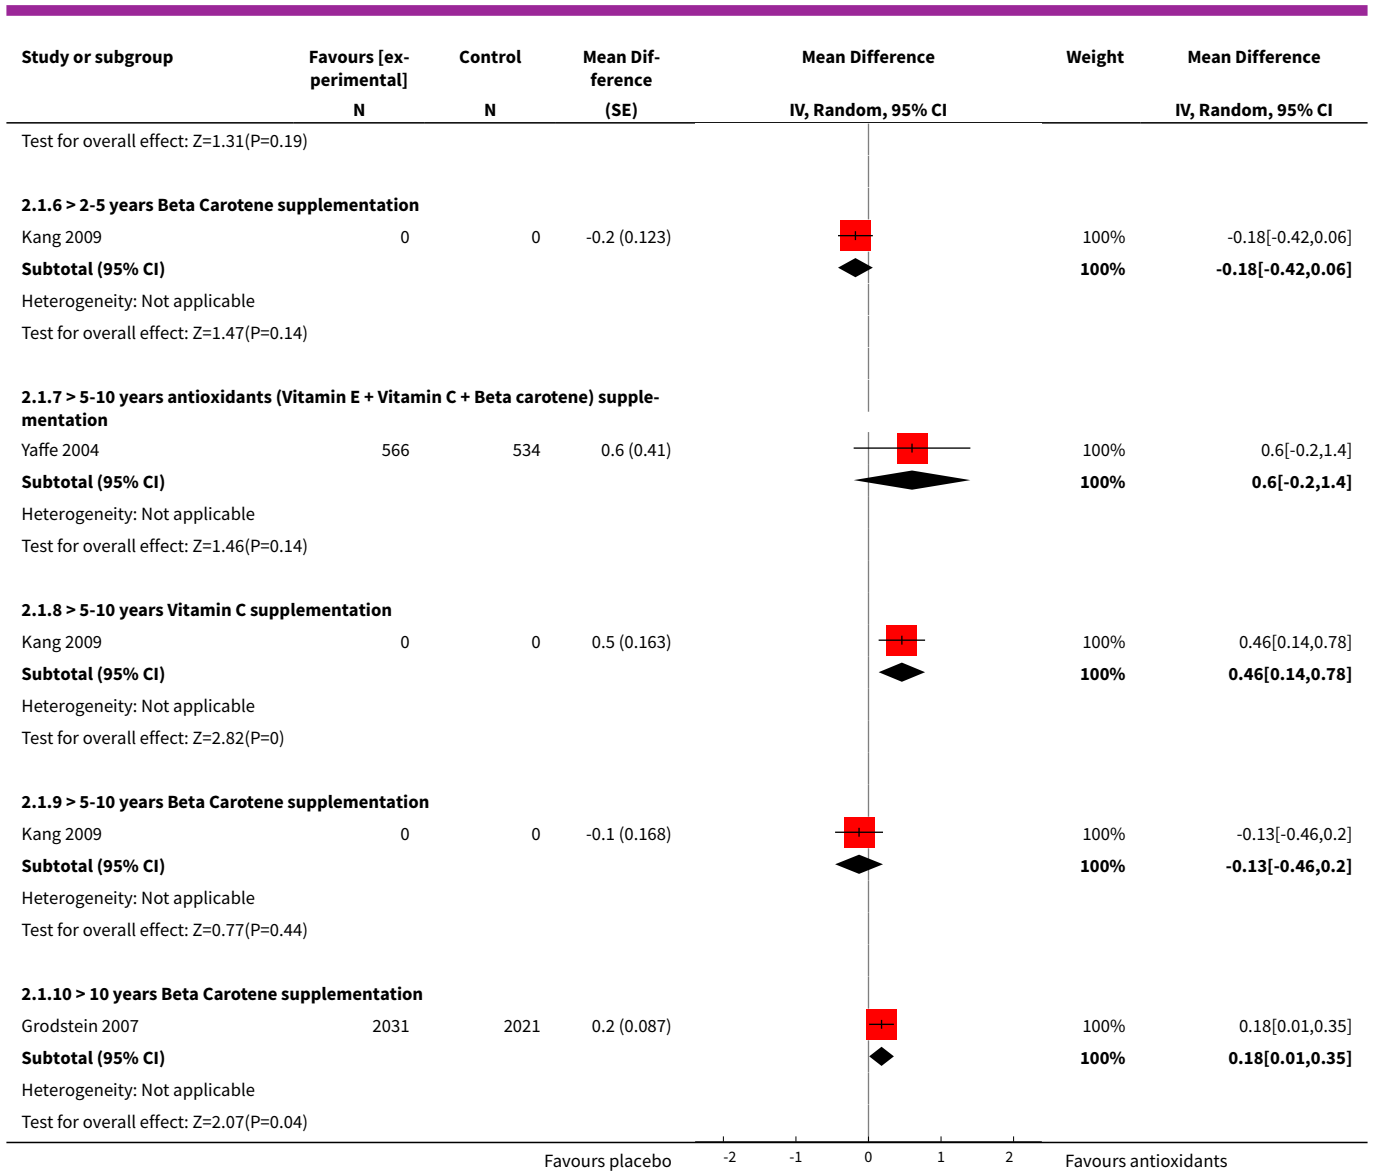 Study or subgroup Favours [ex- Control Mean Dif- Mean Difference Weight Mean Difference
perimental] ference
N N (SE) IV, Random, 95% CI IV, Random, 95% CI
Test for overall effect: Z=1.31(P=0.19)
2.1.6 > 2-5 years Beta Carotene supplementation
Kang 2009 0 0 -0.2 (0.123) 100% -0.18[-0.42,0.06]
Subtotal (95% CI) 100% -0.18[-0.42,0.06]
Heterogeneity: Not applicable
Test for overall effect: Z=1.47(P=0.14)
2.1.7 > 5-10 years antioxidants (Vitamin E + Vitamin C + Beta carotene) supple-
mentation
Yaffe 2004 566 534 0.6 (0.41) 100% 0.6[-0.2,1.4]
Subtotal (95% CI) 100% 0.6[-0.2,1.4]
Heterogeneity: Not applicable
Test for overall effect: Z=1.46(P=0.14)
2.1.8 > 5-10 years Vitamin C supplementation
Kang 2009 0 0 0.5 (0.163) 100% 0.46[0.14,0.78]
Subtotal (95% CI) 100% 0.46[0.14,0.78]
Heterogeneity: Not applicable
Test for overall effect: Z=2.82(P=0)
2.1.9 > 5-10 years Beta Carotene supplementation
Kang 2009 0 0 -0.1 (0.168) 100% -0.13[-0.46,0.2]
Subtotal (95% CI) 100% -0.13[-0.46,0.2]
Heterogeneity: Not applicable
Test for overall effect: Z=0.77(P=0.44)
2.1.10 > 10 years Beta Carotene supplementation
Grodstein 2007 2031 2021 0.2 (0.087) 100% 0.18[0.01,0.35]
Subtotal (95% CI) 100% 0.18[0.01,0.35]
Heterogeneity: Not applicable
Test for overall effect: Z=2.07(P=0.04)
Favours placebo -2 -1 0 1 2 Favours antioxidants